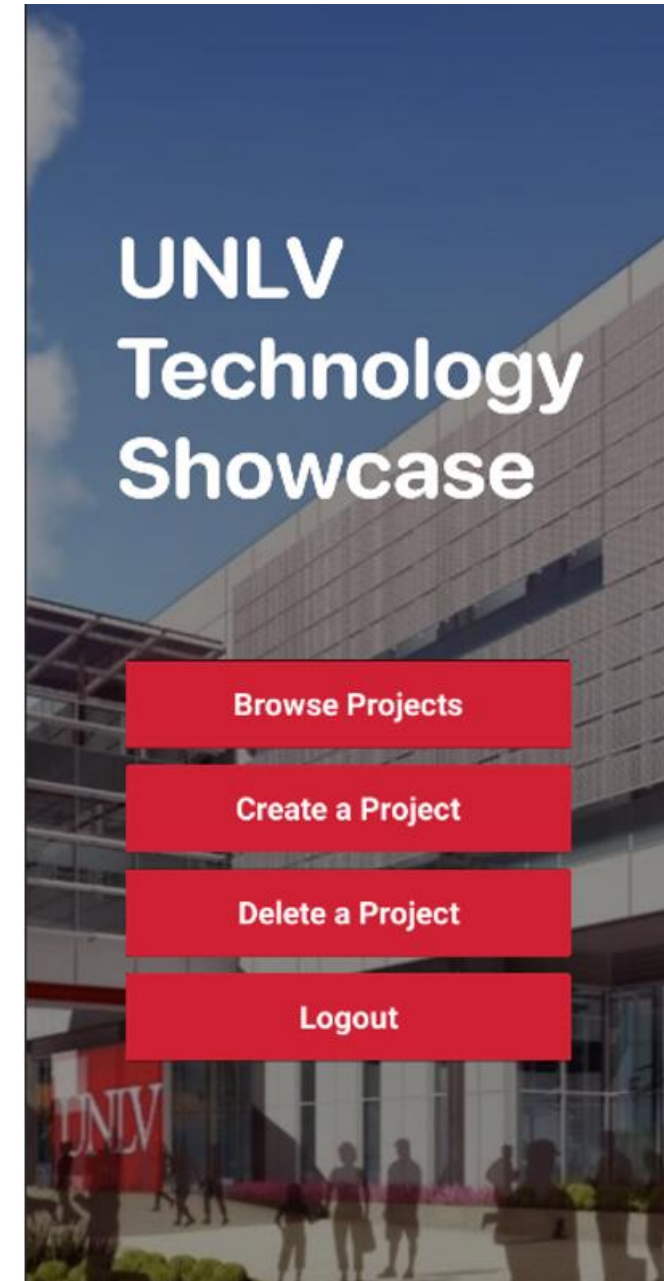 UNLV
Technology
Showcase
Browse Projects
Create a Project
Delete a Project
Logout
UNLV